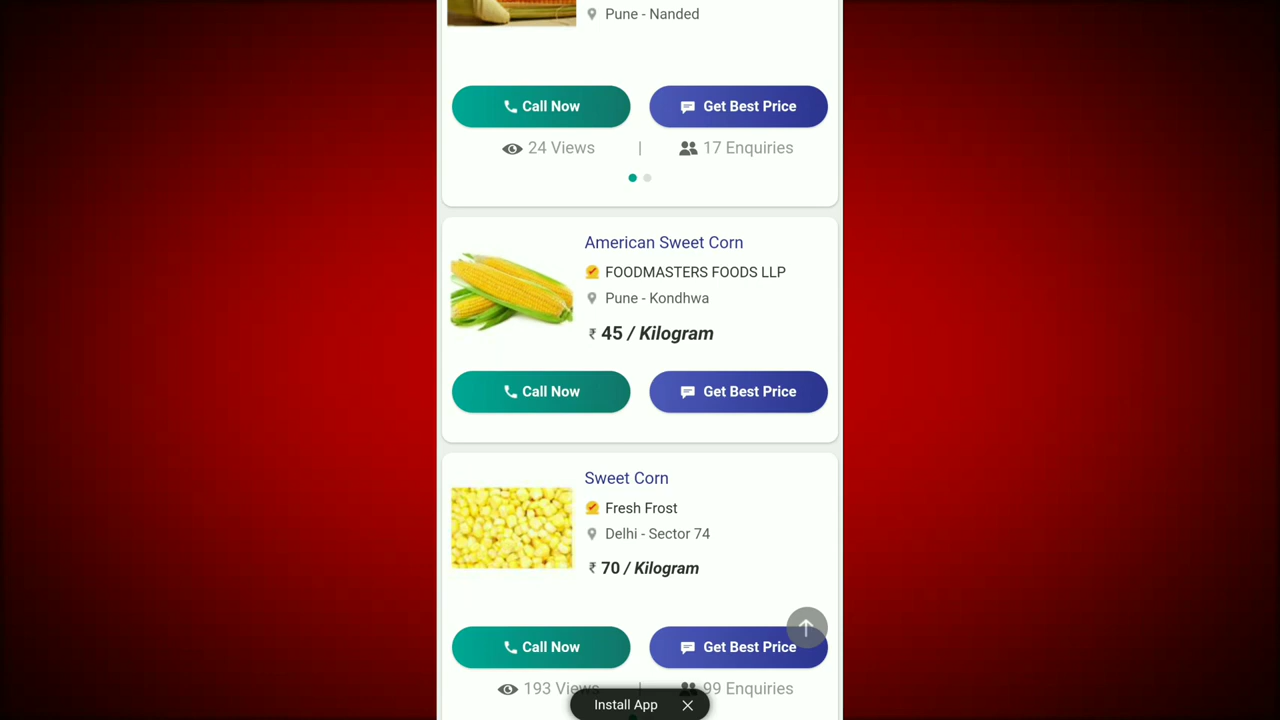 Pune - Nanded
Call Now
Get Best Price
24 Views | 17 Enquiries
American Sweet Corn
FOODMASTERS FOODS LLP
Pune - Kondhwa
₹ 45 / Kilogram
Call Now
Get Best Price
Sweet Corn
Fresh Frost
Delhi - Sector 74
₹ 70 / Kilogram
Call Now
Get Best Price
193 Views | 99 Enquiries
Install App